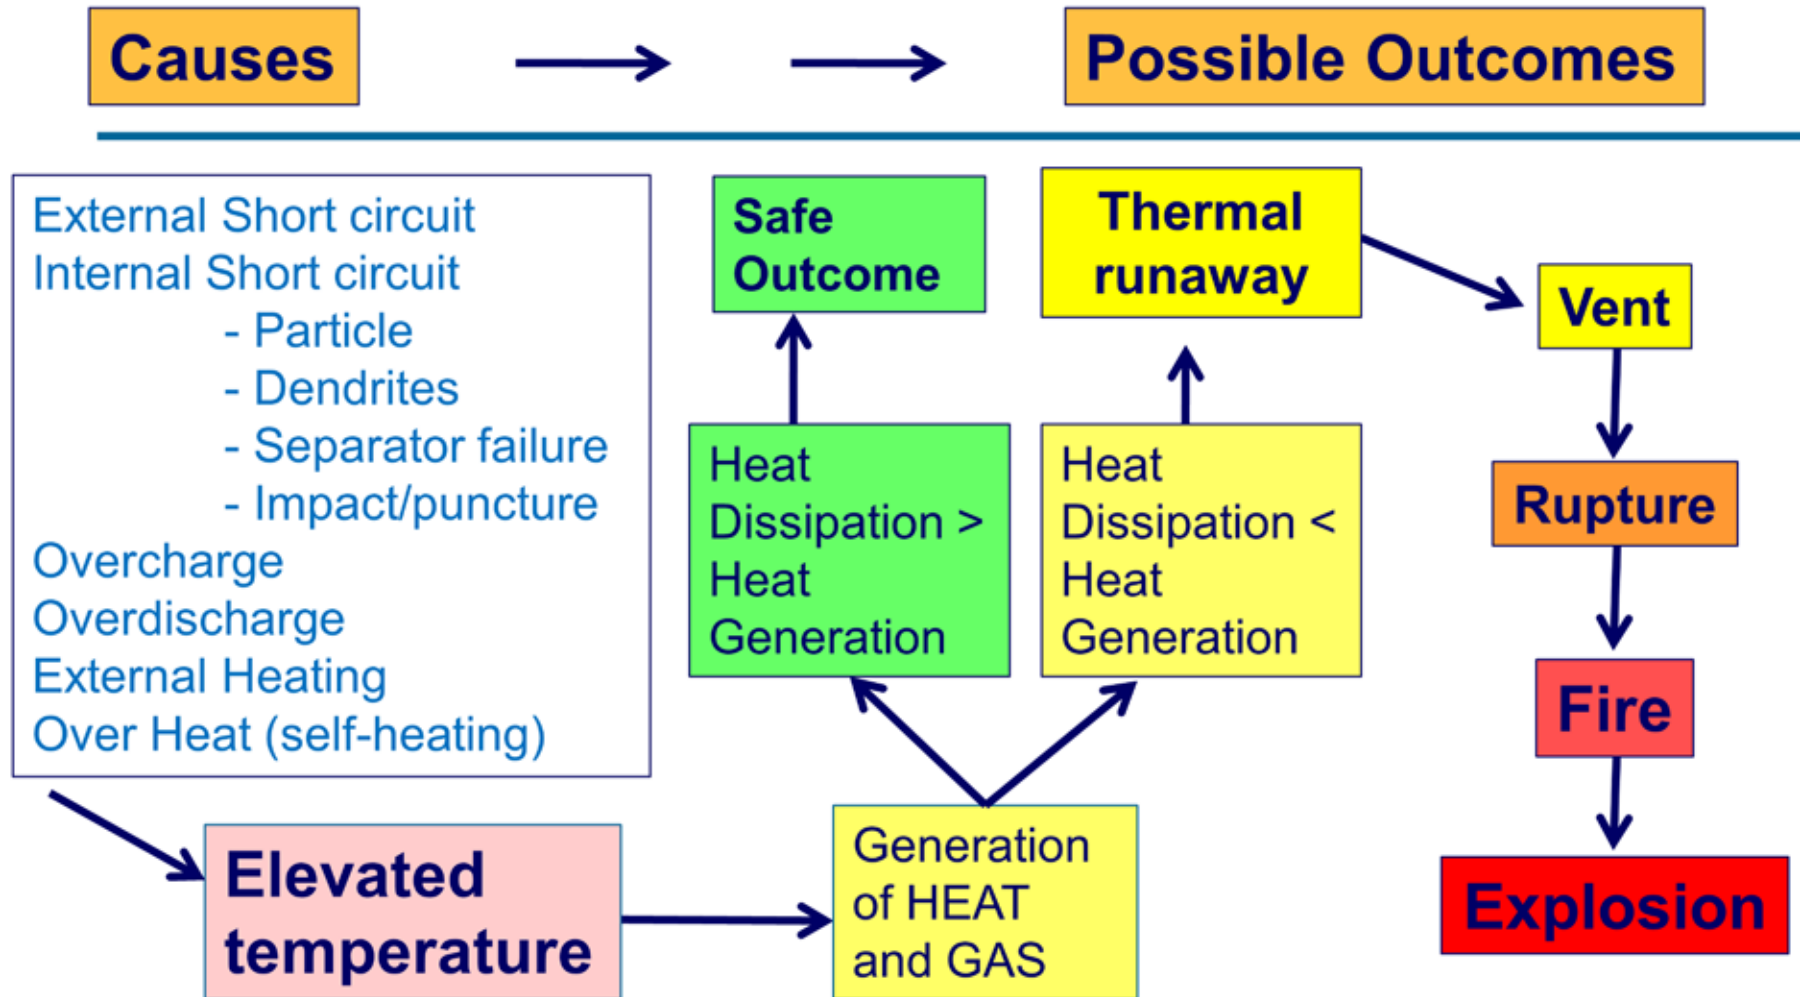 Causes
Possible Outcomes
External Short circuit
Internal Short circuit
- Particle
- Dendrites
- Separator failure
- Impact/puncture
Overcharge
Overdischarge
External Heating
Over Heat (self-heating)
Elevated
temperature
Generation
of HEAT
and GAS
Heat
Dissipation >
Heat
Generation
Safe
Outcome
Heat
Dissipation <
Heat
Generation
Thermal
runaway
Vent
Rupture
Fire
Explosion